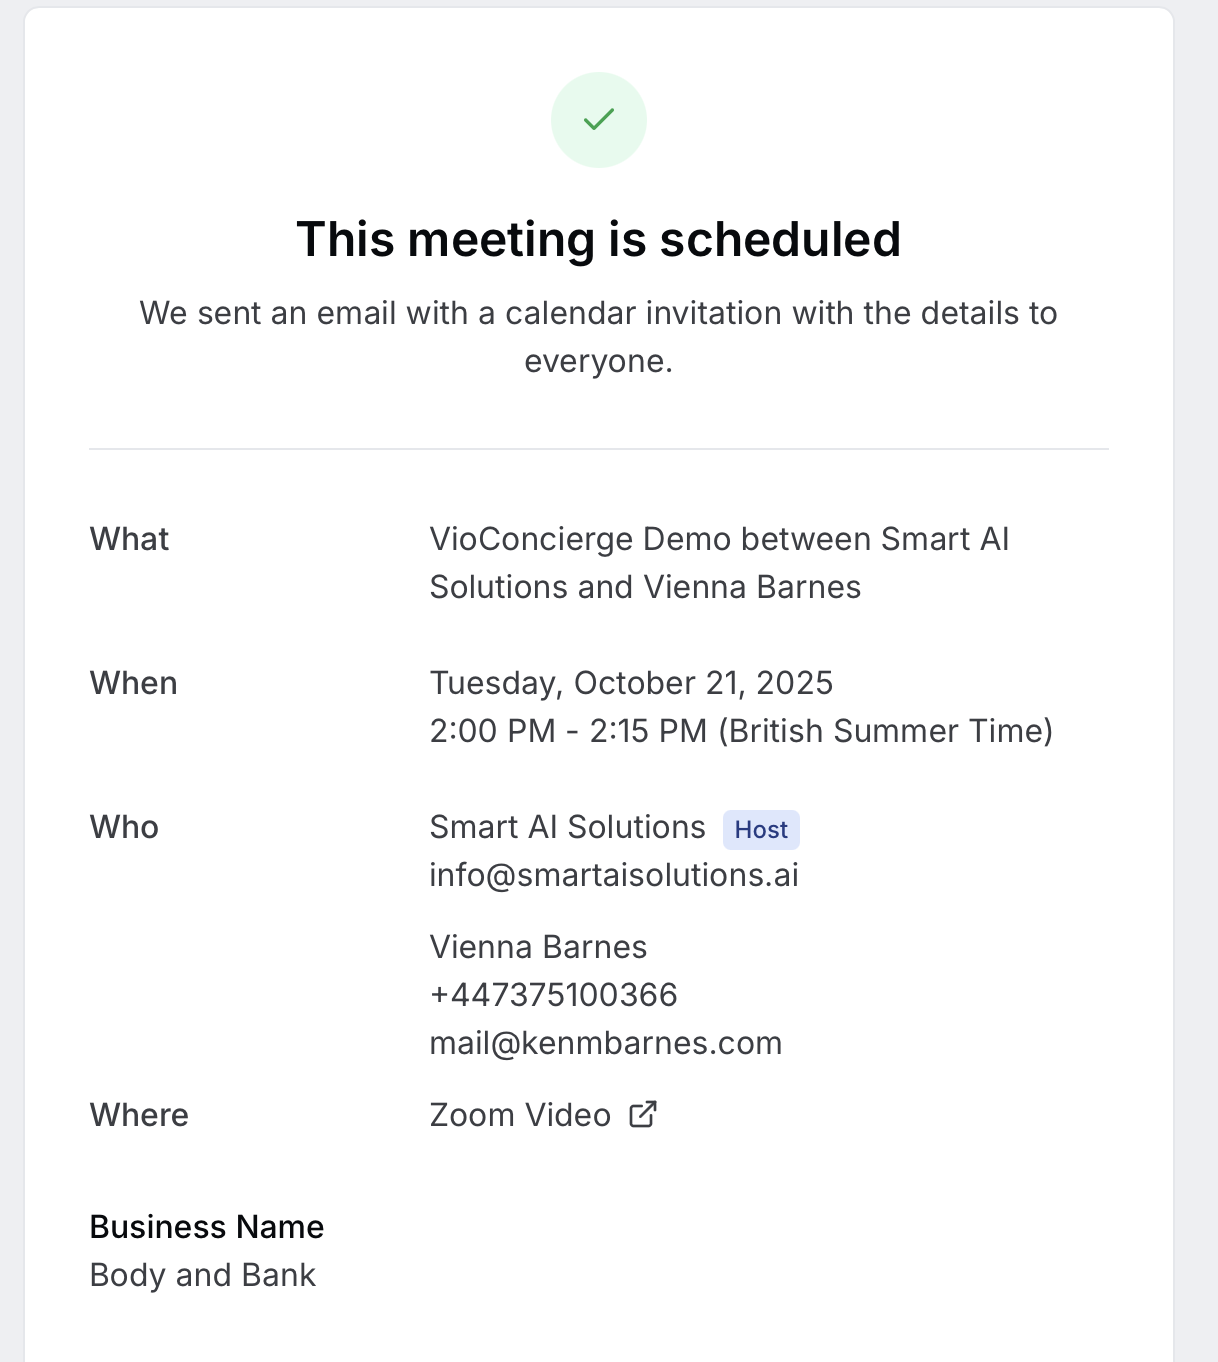 This meeting is scheduled
We sent an email with a calendar invitation with the details to
everyone.
What
VioConcierge Demo between Smart AI
Solutions and Vienna Barnes
When
Tuesday, October 21, 2025
2:00 PM - 2:15 PM (British Summer Time)
Who
Smart AI Solutions Host
info@smartaisolutions.ai
Vienna Barnes
+447375100366
mail@kenmbarnes.com
Where
Zoom Video
Business Name
Body and Bank